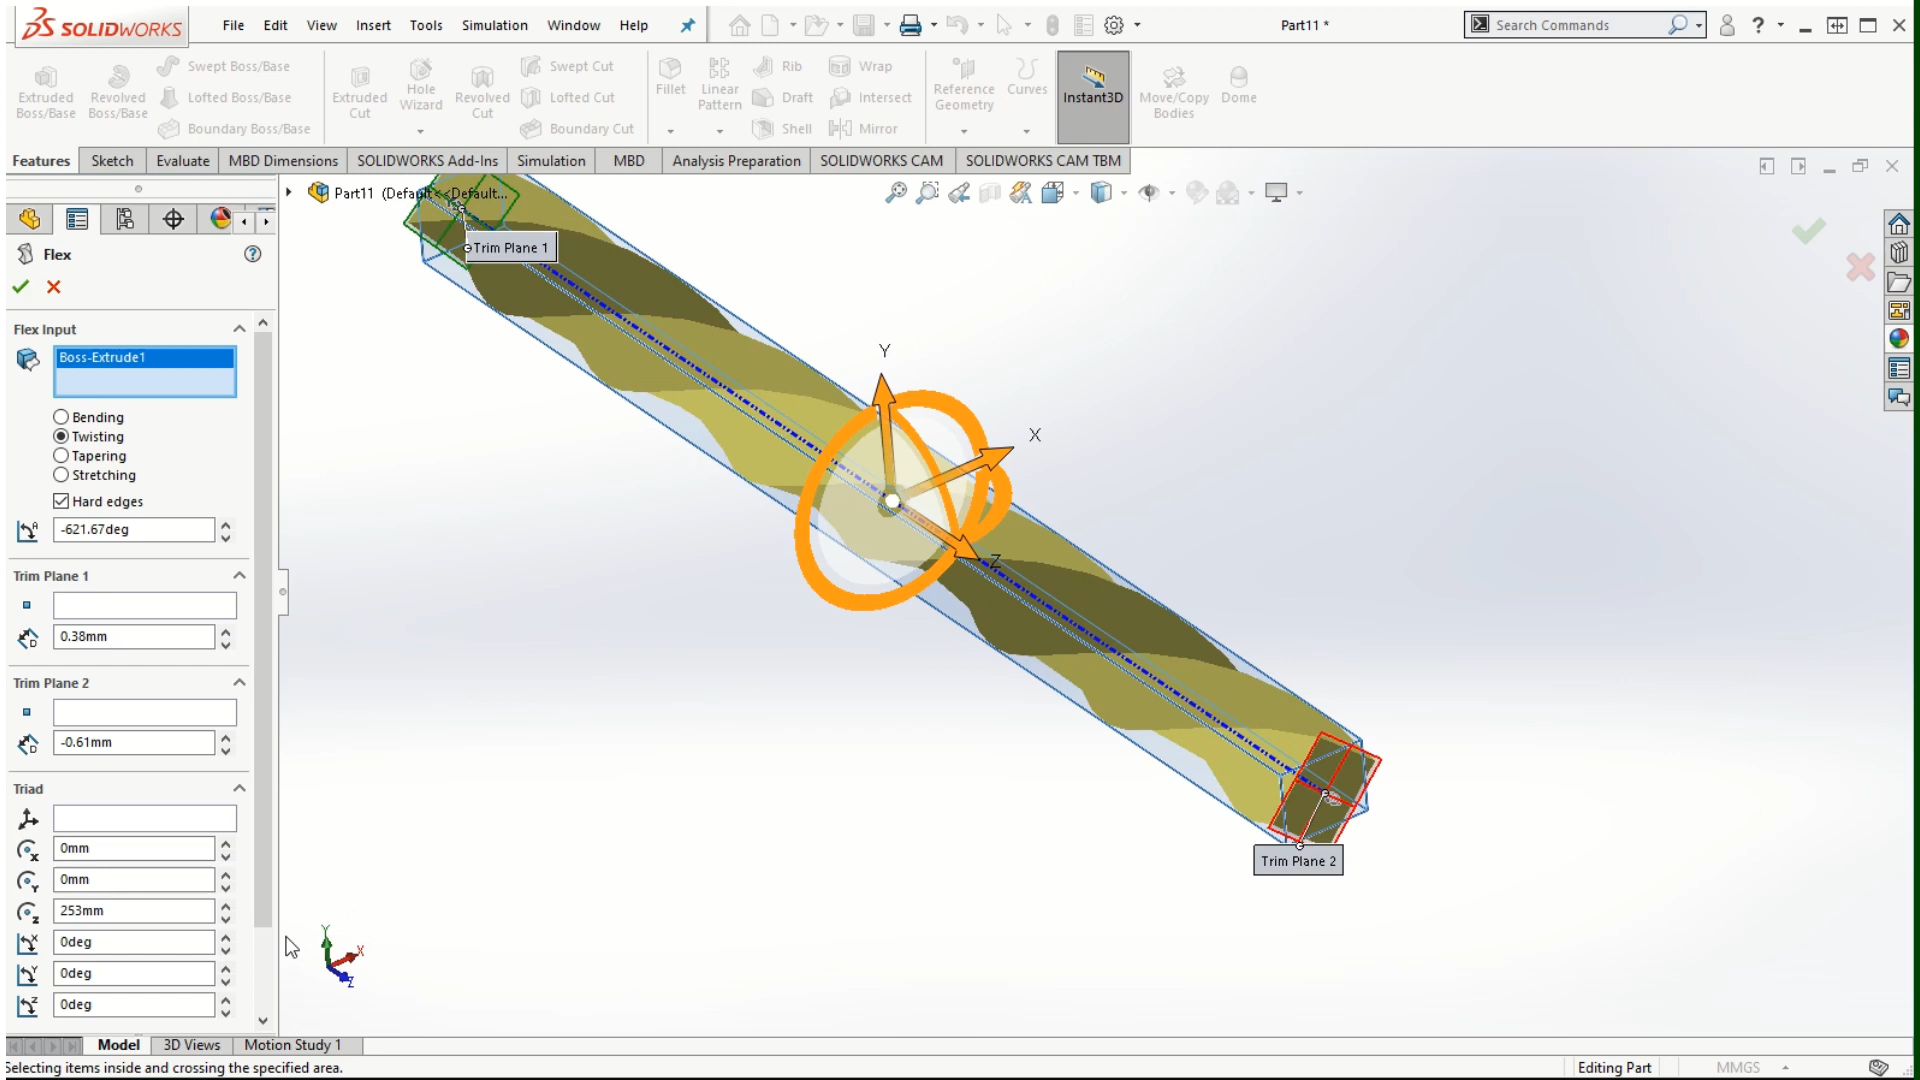 SOLIDWORKS File Edit View Insert Tools Simulation Window Help Part11 * Search Commands
Extruded Boss/Base
Revolved Boss/Base
Swept Boss/Base
Lofted Boss/Base
Boundary Boss/Base
Extruded Cut
Hole Wizard
Revolved Cut
Swept Cut
Lofted Cut
Boundary Cut
Fillet
Linear Pattern
Rib
Draft
Shell
Wrap
Intersect
Mirror
Reference Geometry
Curves
Instant3D
Move/Copy Bodies
Dome
Features Sketch Evaluate MBD Dimensions SOLIDWORKS Add-Ins Simulation MBD Analysis Preparation SOLIDWORKS CAM SOLIDWORKS CAM TBM
Part11 (Default<<Default...
Flex
Flex Input
Boss-Extrude1
Bending
Twisting
Tapering
Stretching
Hard edges
-621.67deg
Trim Plane 1
0.38mm
Trim Plane 2
-0.61mm
Triad
0mm
0mm
253mm
0deg
0deg
0deg
Trim Plane 1
Y
X
Z
Trim Plane 2
Y
X
Z
Model 3D Views Motion Study 1
Selecting items inside and crossing the specified area. Editing Part MMGS